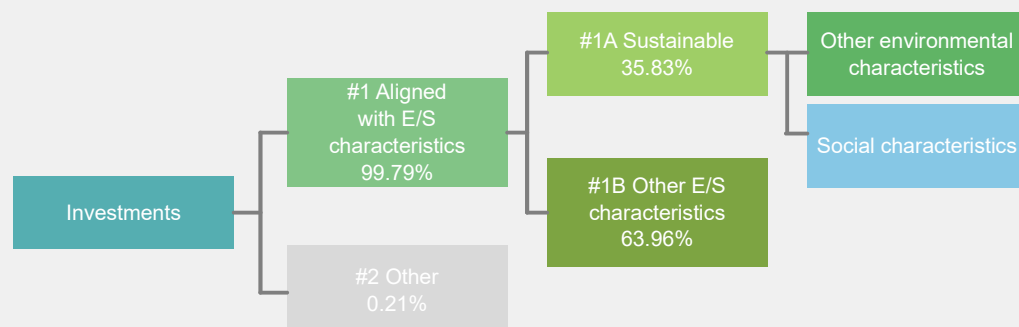 Investments
#1 Aligned
with E/S
characteristics
99.79%
#2 Other
0.21%
#1A Sustainable
35.83%
#1B Other E/S
characteristics
63.96%
Other environmental
characteristics
Social characteristics